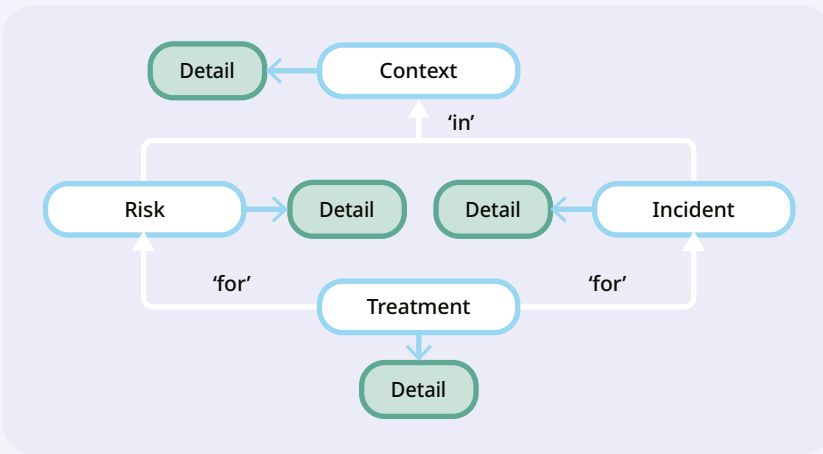 Detail
Context
‘in’
Risk
Detail
Detail
Incident
‘for’
‘for’
Treatment
Detail